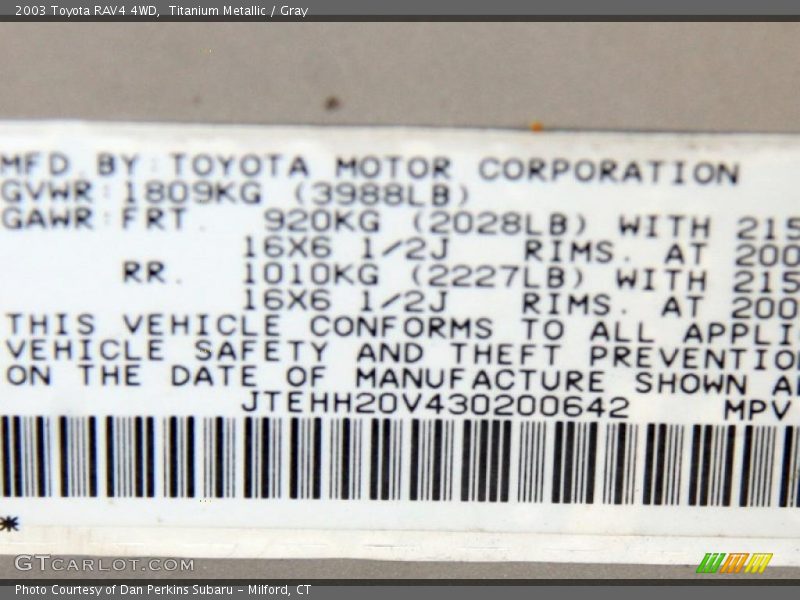 2003 Toyota RAV4 4WD,  Titanium Metallic / Gray
MFD. BY: TOYOTA MOTOR CORPORATION
GVWR: 1809KG (3988LB)
GAWR: FRT. 920KG (2028LB) WITH 215
16X6 1/2J RIMS. AT 200
RR. 1010KG (2227LB) WITH 215
16X6 1/2J RIMS. AT 200
THIS VEHICLE CONFORMS TO ALL APPLI
VEHICLE SAFETY AND THEFT PREVENTIO
ON THE DATE OF MANUFACTURE SHOWN A
JTEHH20V430200642 MPV
*
GTCARLOT.COM
Photo Courtesy of Dan Perkins Subaru – Milford, CT